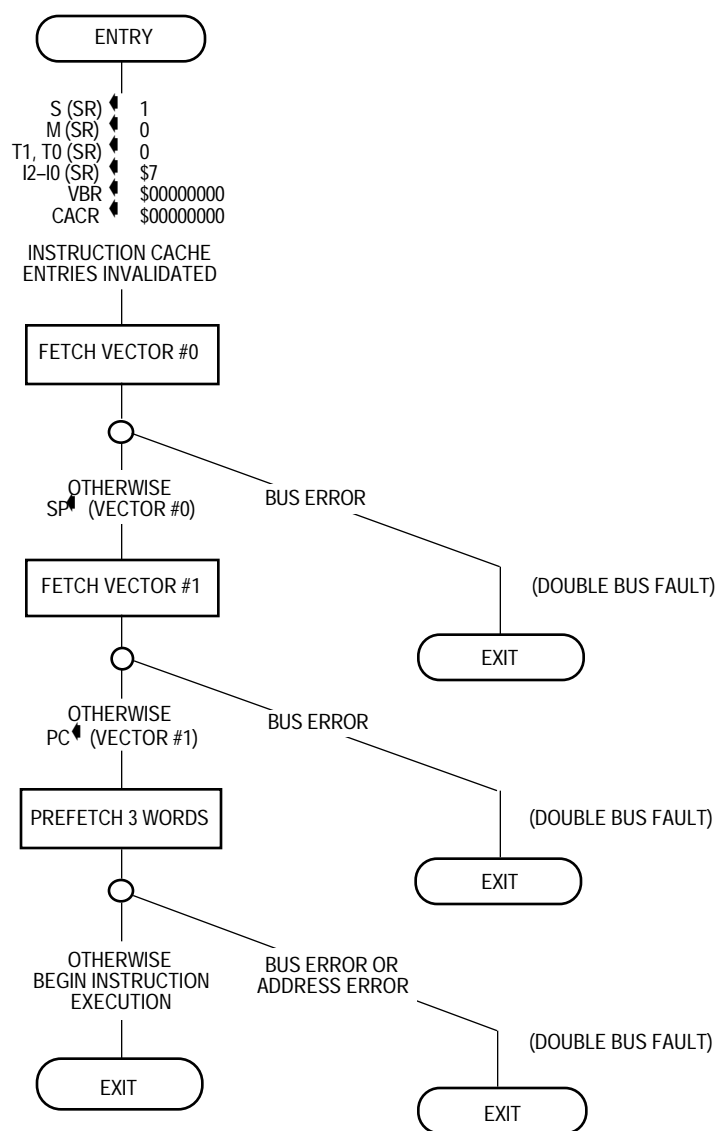 ENTRY
S (SR) 1
M (SR) 0
T1, T0 (SR) 0
I2–I0 (SR) $7
VBR $00000000
CACR $00000000
INSTRUCTION CACHE
ENTRIES INVALIDATED
FETCH VECTOR #0
OTHERWISE
SP (VECTOR #0)
BUS ERROR
FETCH VECTOR #1
(DOUBLE BUS FAULT)
EXIT
OTHERWISE
PC (VECTOR #1)
BUS ERROR
PREFETCH 3 WORDS
(DOUBLE BUS FAULT)
EXIT
OTHERWISE
BEGIN INSTRUCTION
EXECUTION
BUS ERROR OR
ADDRESS ERROR
(DOUBLE BUS FAULT)
EXIT
EXIT